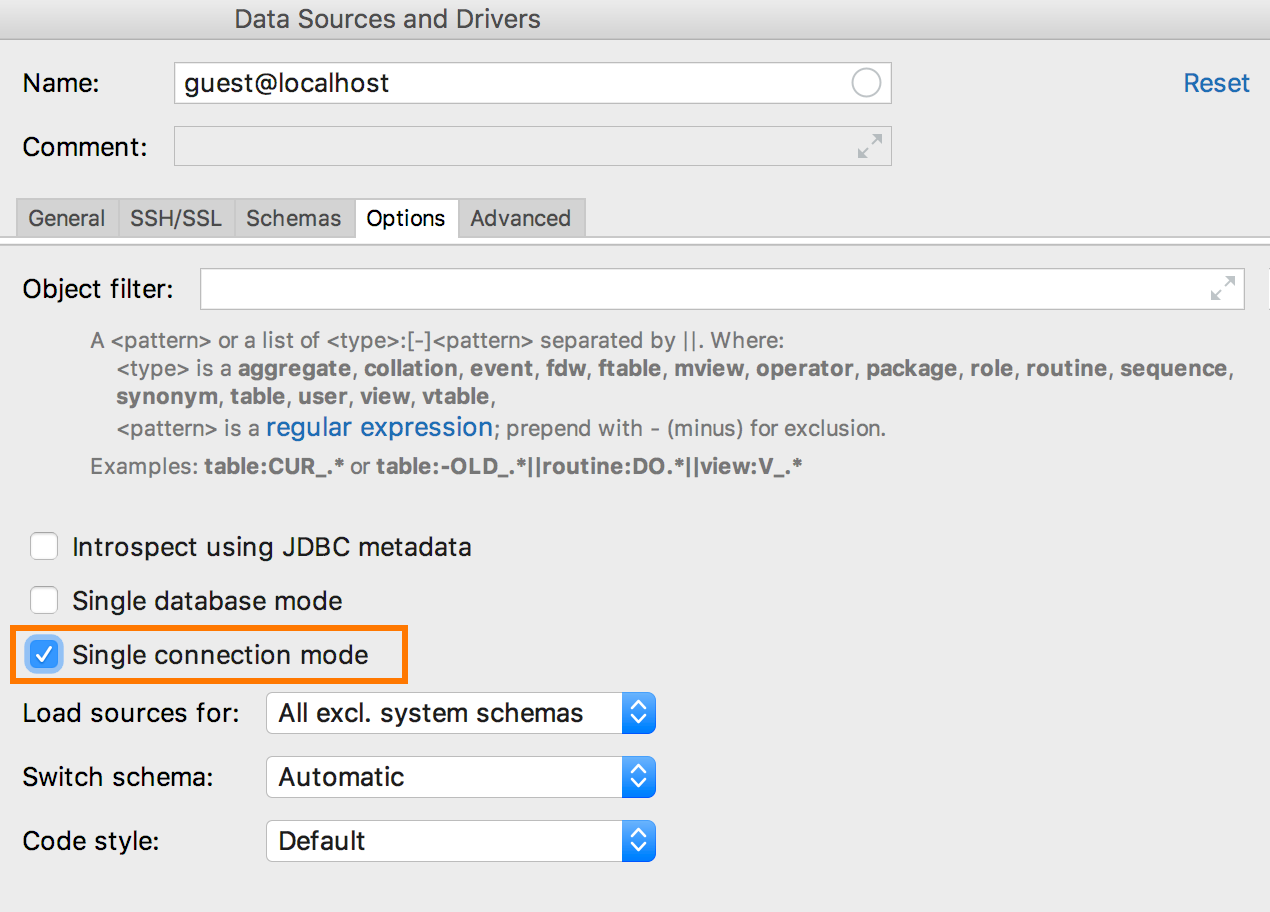 Data Sources and Drivers
Name: guest@localhost Reset
Comment:
General SSH/SSL Schemas Options Advanced
Object filter:
A <pattern> or a list of <type>:[-]<pattern> separated by ||. Where:
<type> is a aggregate, collation, event, fdw, ftable, mview, operator, package, role, routine, sequence,
synonym, table, user, view, vtable,
<pattern> is a regular expression; prepend with - (minus) for exclusion.
Examples: table:CUR_.* or table:-OLD_.*||routine:DO.*||view:V_.*
Introspect using JDBC metadata
Single database mode
Single connection mode
Load sources for: All excl. system schemas
Switch schema: Automatic
Code style: Default